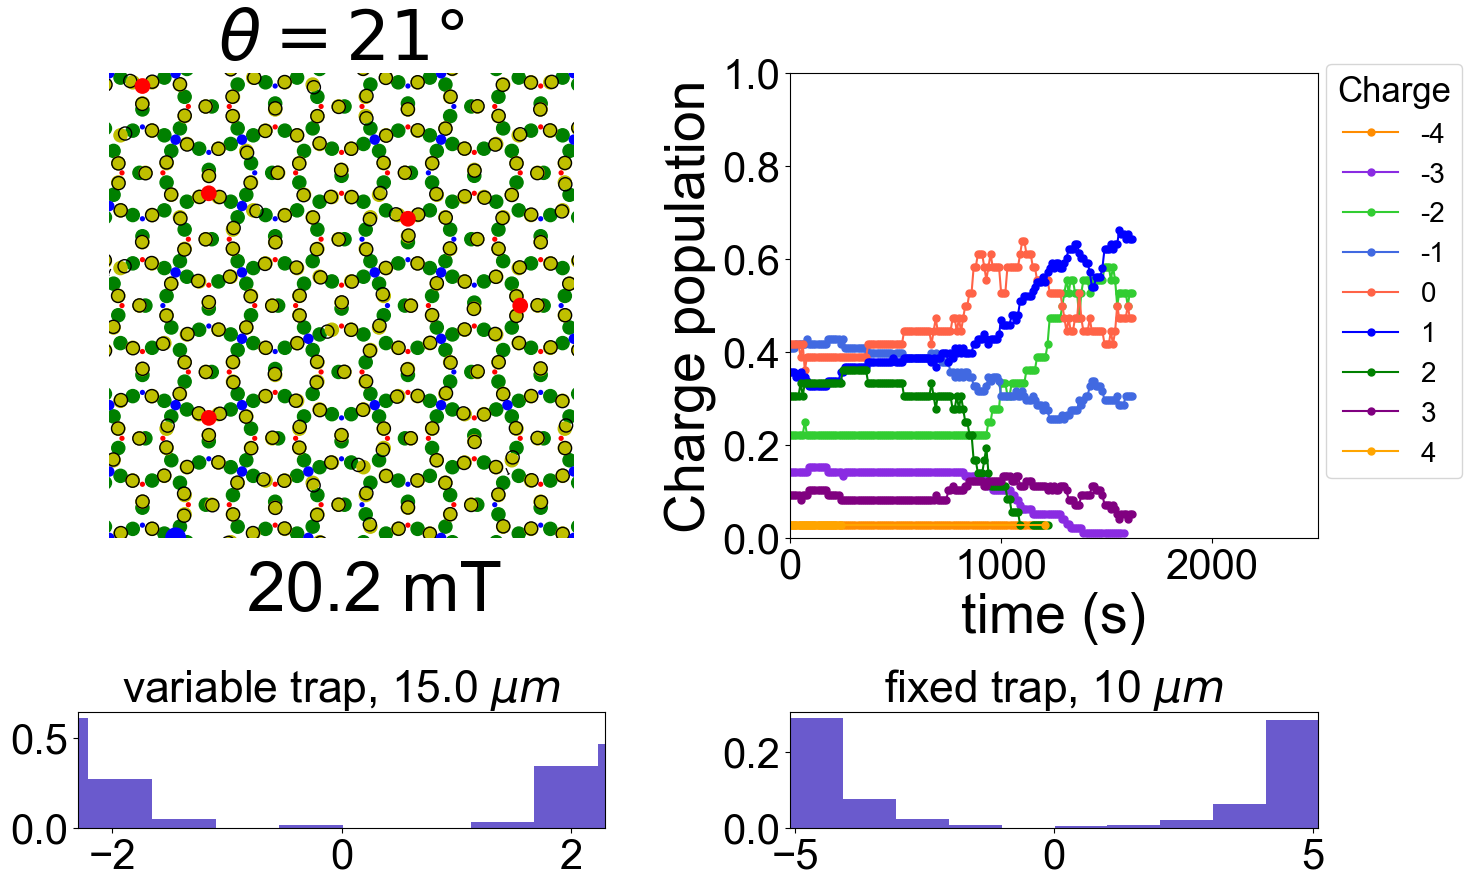 θ = 21°
20.2 mT
Charge population
1.0
0.8
0.6
0.4
0.2
0.0
0 1000 2000
time (s)
Charge
-4
-3
-2
-1
0
1
2
3
4
variable trap, 15.0 μm
0.5
0.0
−2 0 2
fixed trap, 10 μm
0.2
0.0
−5 0 5